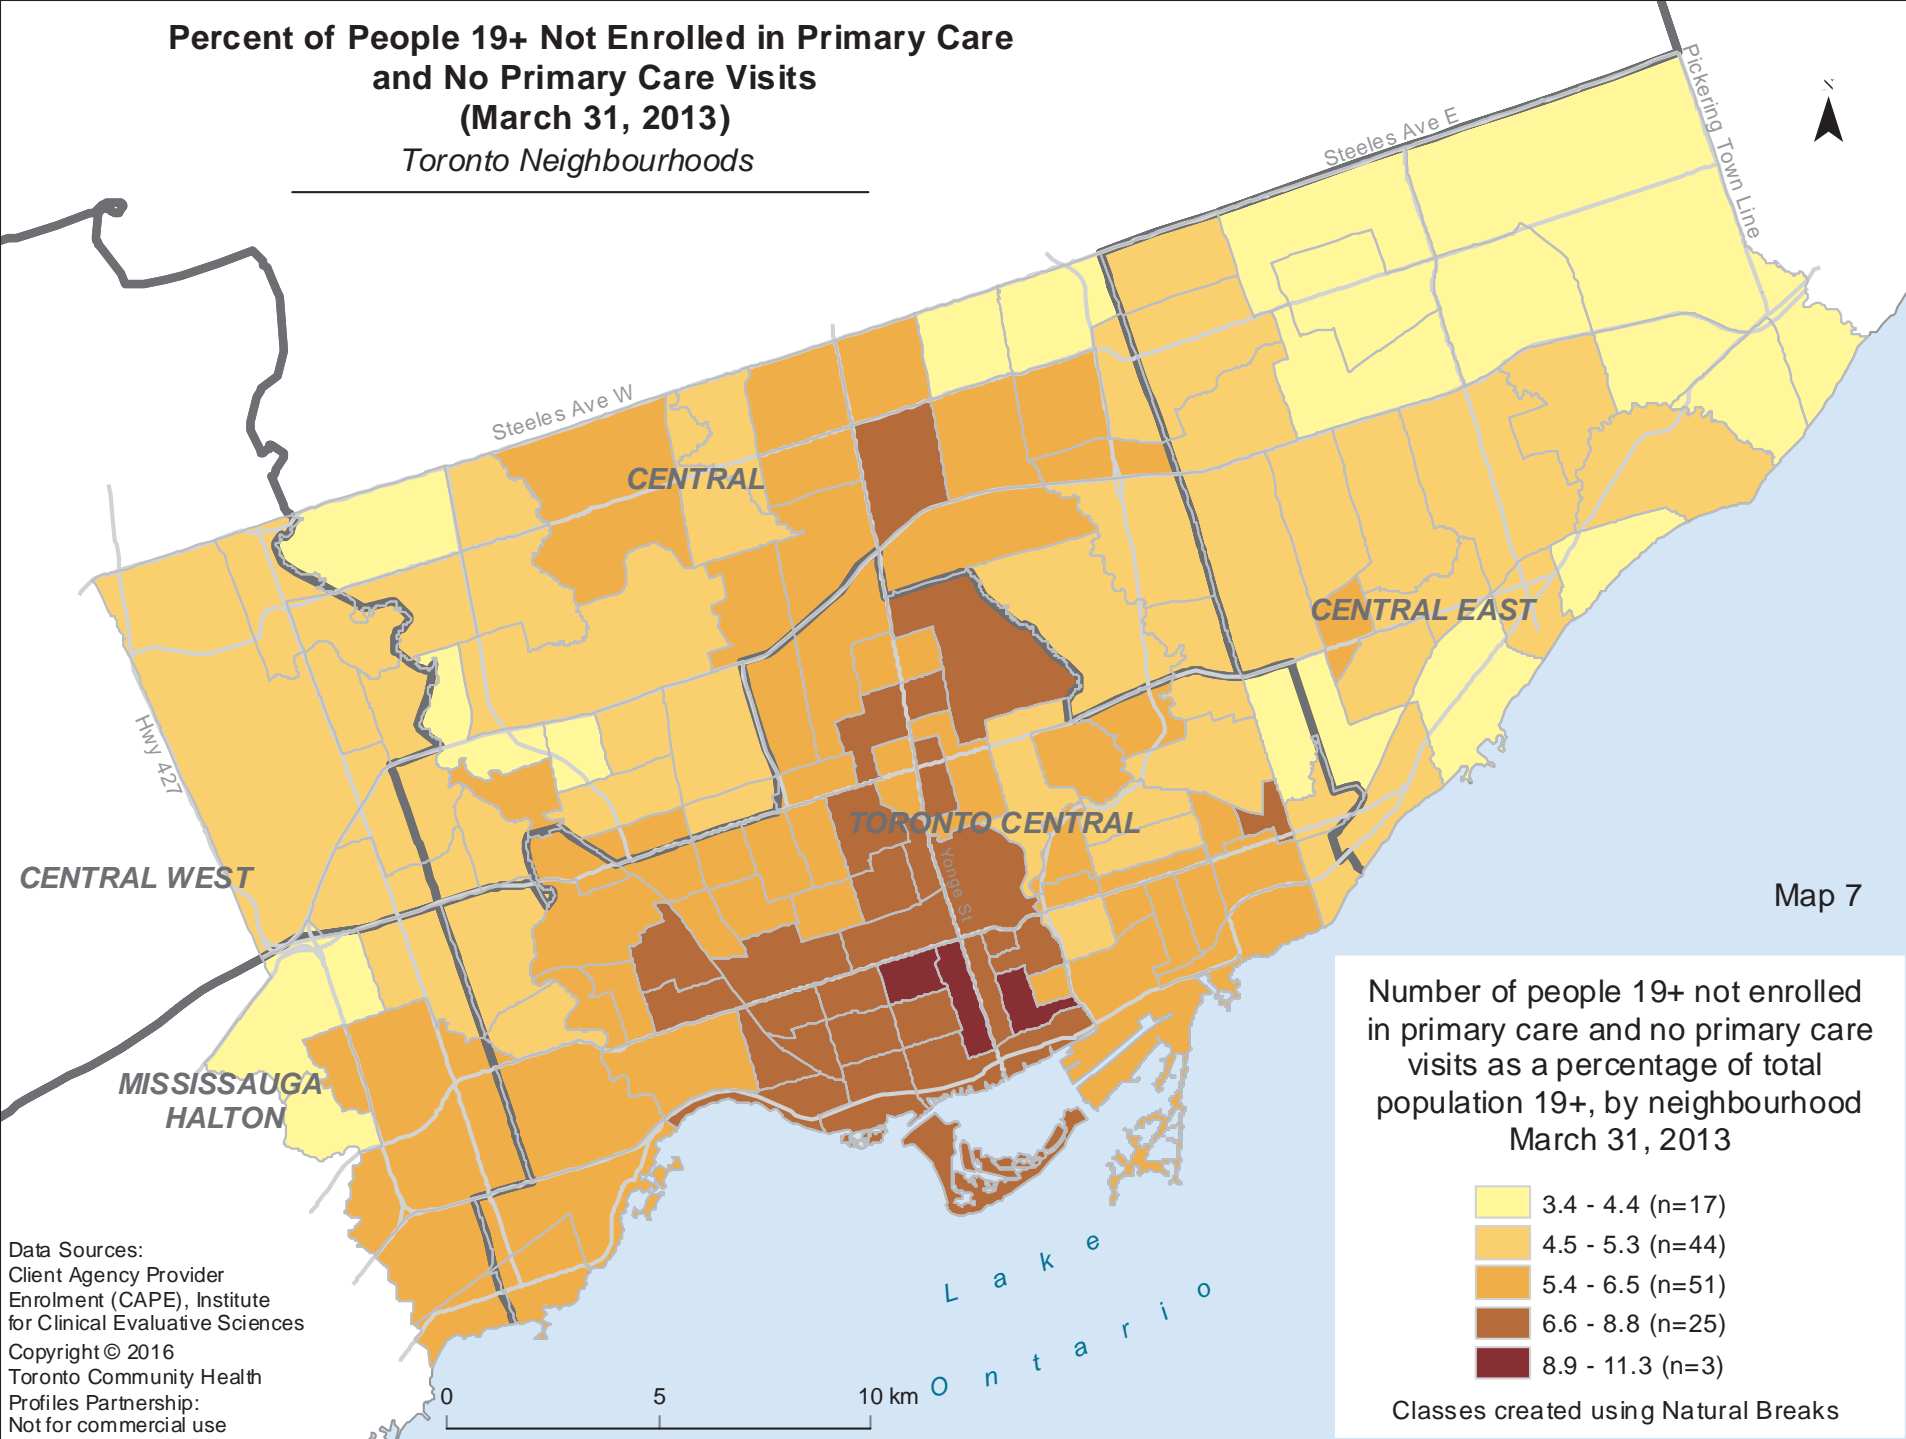 Percent of People 19+ Not Enrolled in Primary Care
and No Primary Care Visits
(March 31, 2013)
Toronto Neighbourhoods
N
Pickering Town Line
Steeles Ave E
Steeles Ave W
CENTRAL
CENTRAL EAST
Hwy 427
TORONTO CENTRAL
Yonge St
CENTRAL WEST
Map 7
MISSISSAUGA
HALTON
Number of people 19+ not enrolled
in primary care and no primary care
visits as a percentage of total
population 19+, by neighbourhood
March 31, 2013
3.4 - 4.4 (n=17)
4.5 - 5.3 (n=44)
5.4 - 6.5 (n=51)
6.6 - 8.8 (n=25)
8.9 - 11.3 (n=3)
Classes created using Natural Breaks
Lake
Ontario
Data Sources:
Client Agency Provider
Enrolment (CAPE), Institute
for Clinical Evaluative Sciences
Copyright © 2016
Toronto Community Health
Profiles Partnership:
Not for commercial use
0 5 10 km